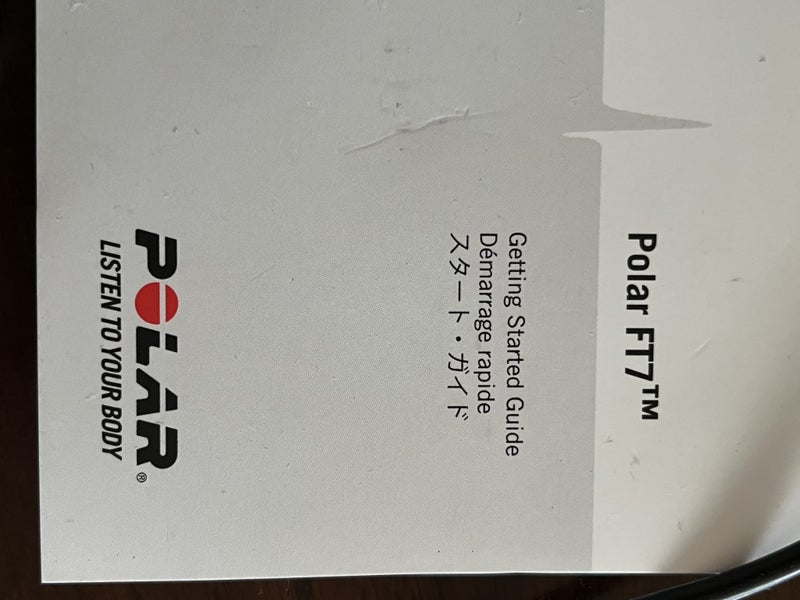 Polar FT7™
Getting Started Guide
Démarrage rapide
スタート・ガイド
POLAR®
LISTEN TO YOUR BODY